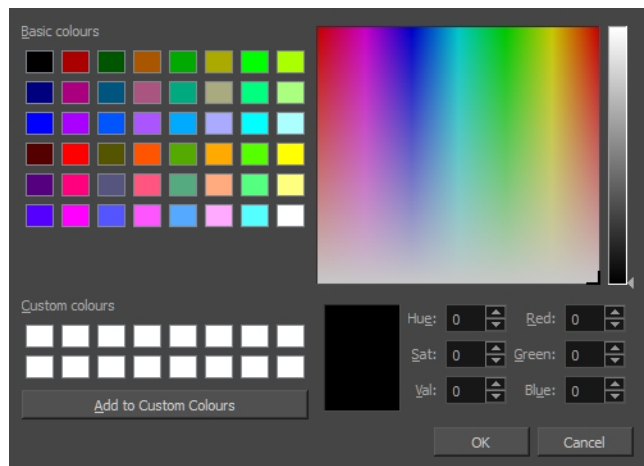 Basic colours
Custom colours
Add to Custom Colours
Hue: 0 Red: 0
Sat: 0 Green: 0
Val: 0 Blue: 0
OK Cancel